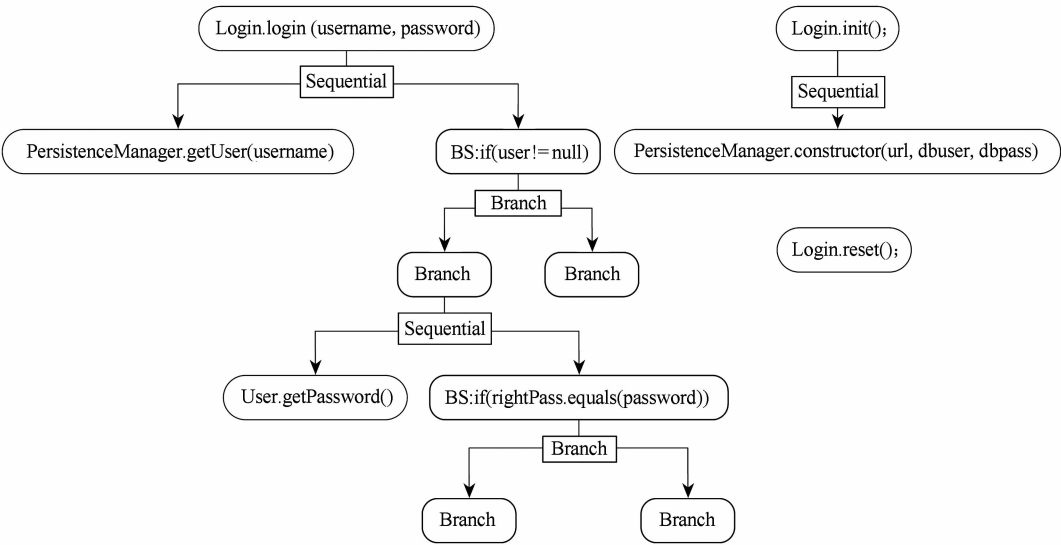 Login.login (username, password)
Login.init();
Sequential
Sequential
PersistenceManager.getUser(username)
BS:if(user!=null)
PersistenceManager.constructor(url, dbuser, dbpass)
Branch
Login.reset();
Branch
Branch
Sequential
User.getPassword()
BS:if(rightPass.equals(password))
Branch
Branch
Branch